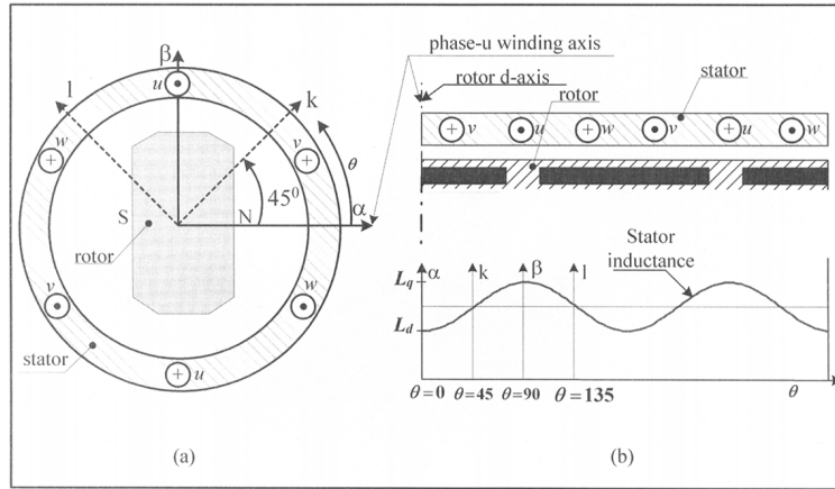 phase-u winding axis
rotor d-axis
stator
rotor
v u w v u w
β
l
k
u
w
v
θ
45⁰
α
S
N
rotor
v
w
u
stator
Stator
inductance
Lq
α
k
β
l
Ld
θ=0 θ=45 θ=90 θ=135 θ
(a)
(b)